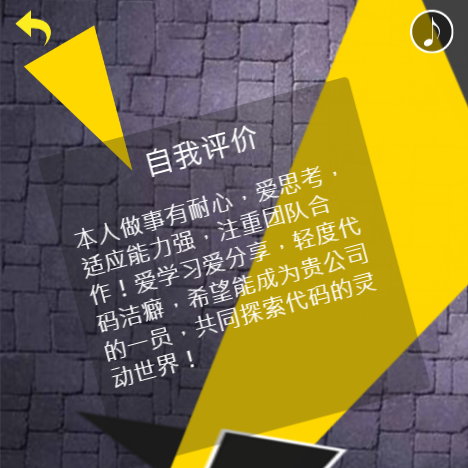 自我评价
本人做事有耐心，爱思考，
适应能力强，注重团队合
作！爱学习爱分享，轻度代
码洁癖，希望能成为贵公司
的一员，共同探索代码的灵
动世界！